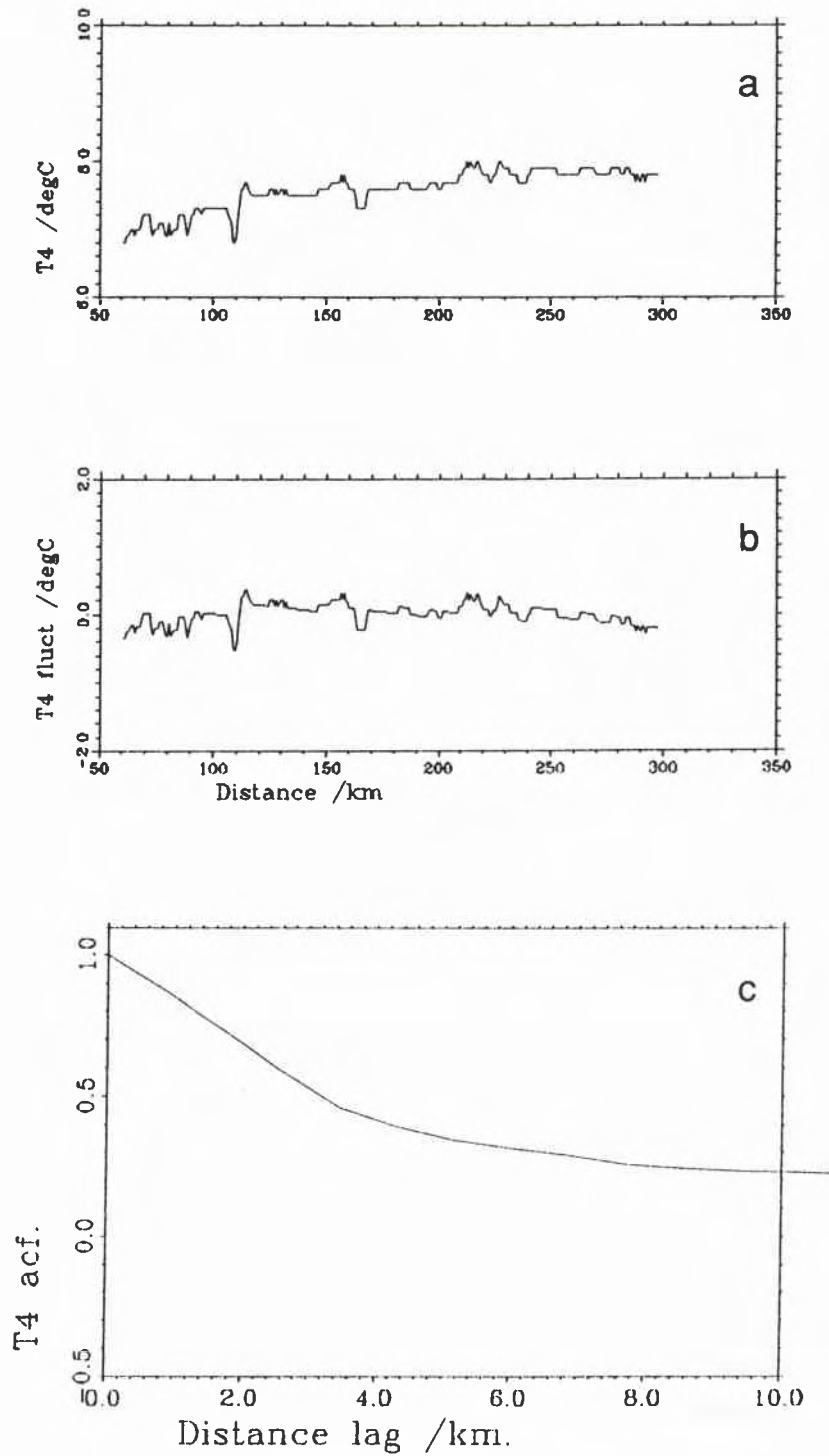 10.0
a
8.0
T4 /degC
6.0
50 100 150 200 250 300 350
2.0
b
0.0
T4 fluct /degC
-2.0
50 100 150 200 250 300 350
Distance /km
1.0
c
0.5
0.0
T4 acf.
0.5
0.0 2.0 4.0 6.0 8.0 10.0
Distance lag /km.